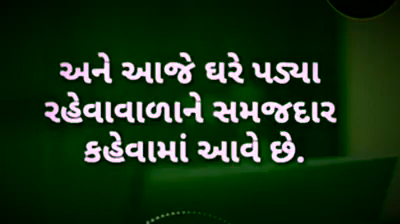 અને આજે ઘરે પડ્યા
રહેવાવાળાને સમજદાર
કહેવામાં આવે છે.